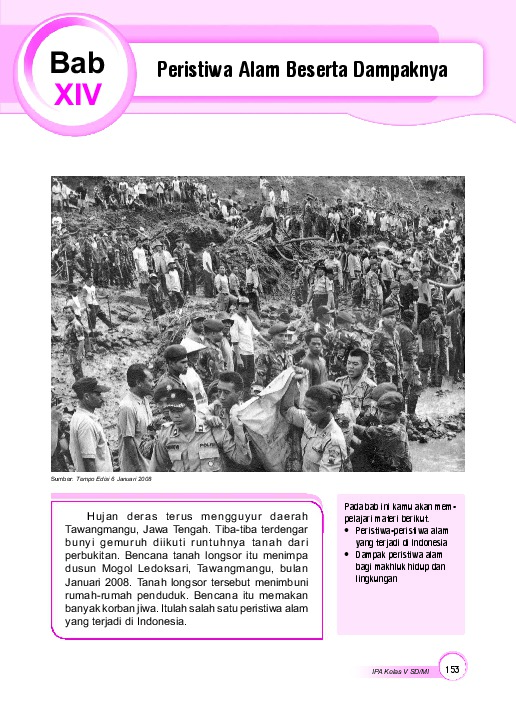 Bab
XIV
Peristiwa Alam Beserta Dampaknya
POLISI
Sumber: Tempo Edisi 6 Januari 2008
Hujan deras terus mengguyur daerah
Tawangmangu, Jawa Tengah. Tiba-tiba terdengar
bunyi gemuruh diikuti runtuhnya tanah dari
perbukitan. Bencana tanah longsor itu menimpa
dusun Mogol Ledoksari, Tawangmangu, bulan
Januari 2008. Tanah longsor tersebut menimbuni
rumah-rumah penduduk. Bencana itu memakan
banyak korban jiwa. Itulah salah satu peristiwa alam
yang terjadi di Indonesia.
Pada bab ini kamu akan mem-
pelajari materi berikut.
• Peristiwa-peristiwa alam
yang terjadi di Indonesia
• Dampak peristiwa alam
bagi makhluk hidup dan
lingkungan
IPA Kelas V SD/MI
153